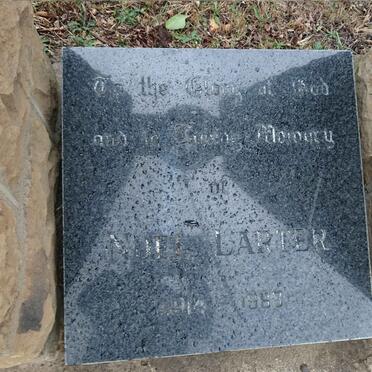 To the Glory of God
and in Loving Memory
of
NOEL LARTER